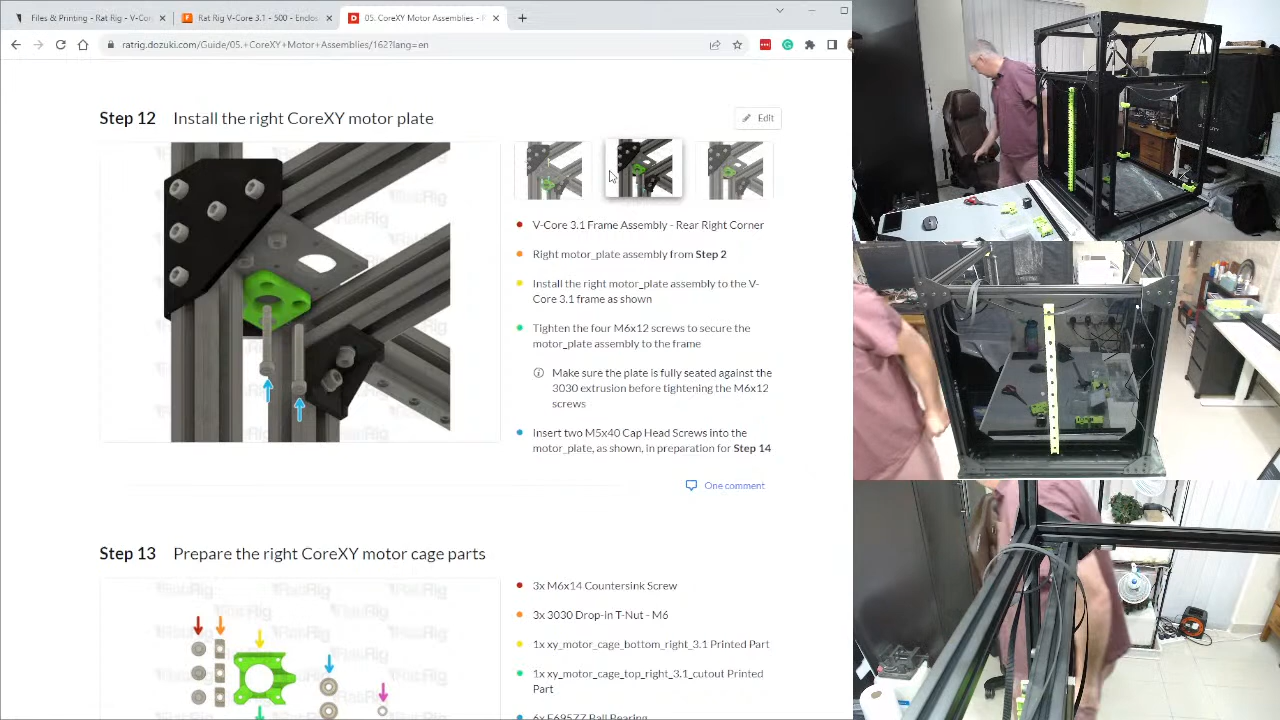 Files & Printing - Rat Rig - V-Co
Rat Rig V-Core 3.1 - 500 - Endos
05. CoreXY Motor Assemblies - R
ratrig.dozuki.com/Guide/05.+CoreXY+Motor+Assemblies/162?lang=en
Step 12 Install the right CoreXY motor plate
Edit
V-Core 3.1 Frame Assembly - Rear Right Corner
Right motor_plate assembly from Step 2
Install the right motor_plate assembly to the V-
Core 3.1 frame as shown
Tighten the four M6x12 screws to secure the
motor_plate assembly to the frame
Make sure the plate is fully seated against the
3030 extrusion before tightening the M6x12
screws
Insert two M5x40 Cap Head Screws into the
motor_plate, as shown, in preparation for Step 14
One comment
Step 13 Prepare the right CoreXY motor cage parts
3x M6x14 Countersink Screw
3x 3030 Drop-in T-Nut - M6
1x xy_motor_cage_bottom_right_3.1 Printed Part
1x xy_motor_cage_top_right_3.1_cutout Printed
Part
6x F695ZZ Ball Bearing